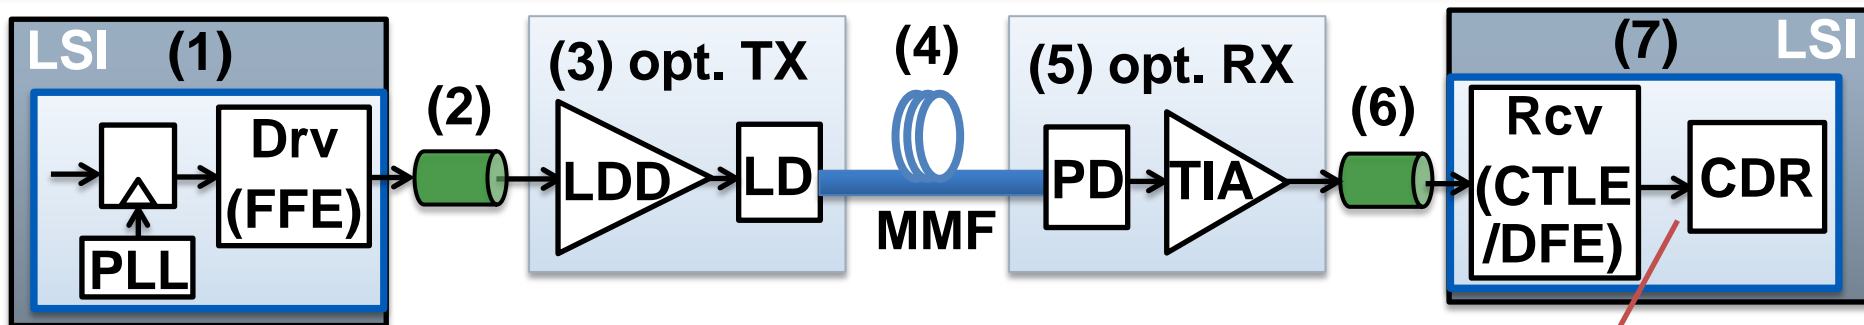 LSI (1)
Drv
(FFE)
PLL
(2)
(3) opt. TX
LDD
LD
(4)
MMF
(5) opt. RX
PD
TIA
(6)
(7) LSI
Rcv
(CTLE
/DFE)
CDR